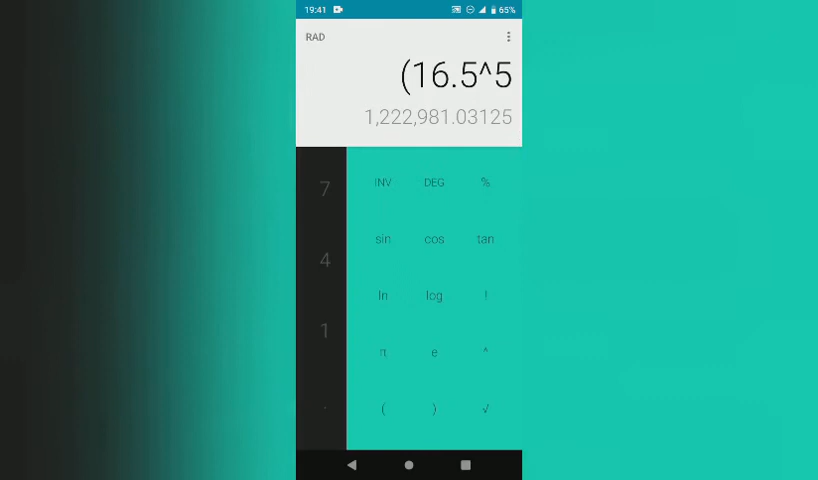 19:41 65%
RAD
(16.5^5
1,222,981.03125
7 INV DEG %
sin cos tan
4
ln log !
1
π e ^
. ( ) √